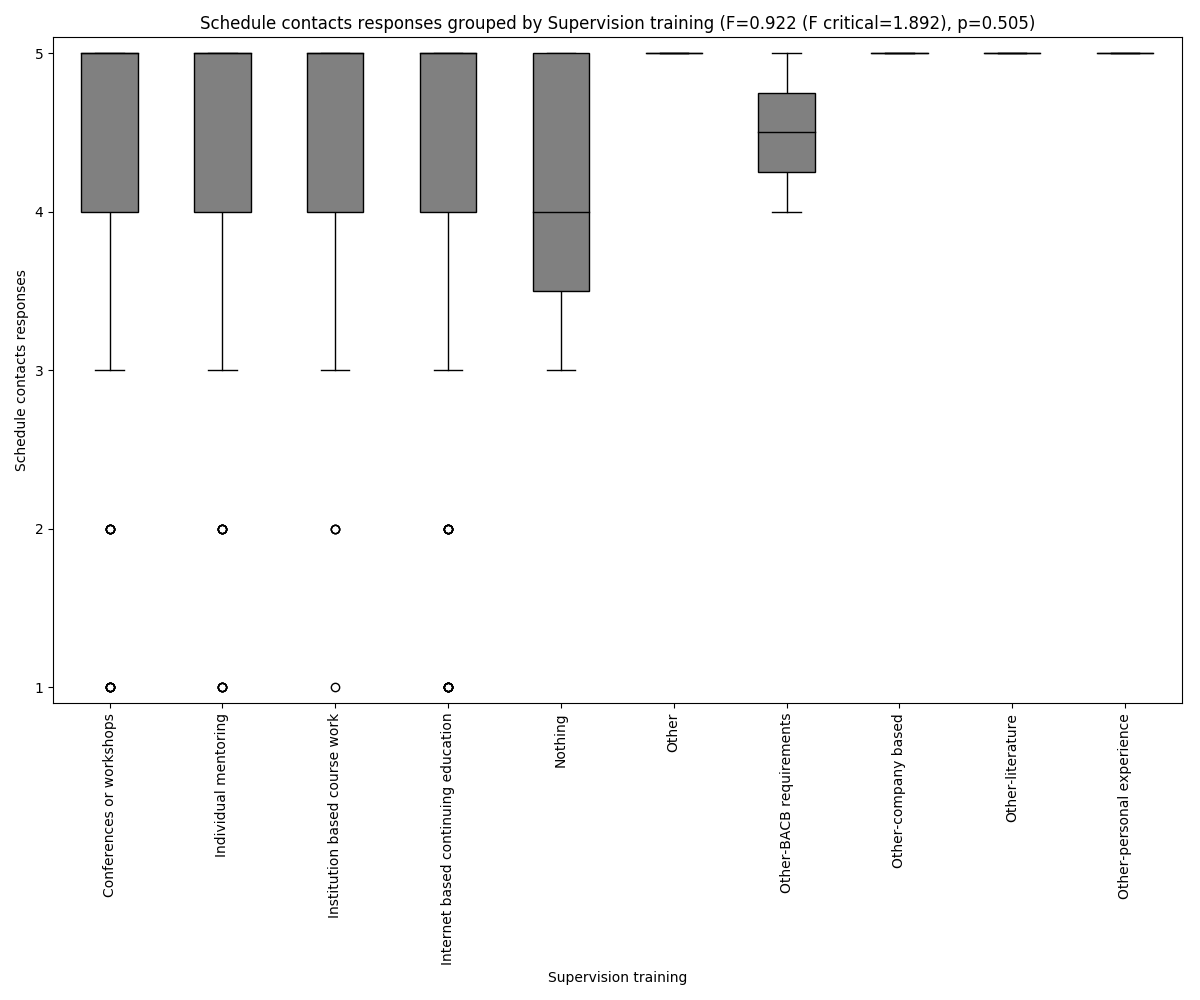 Schedule contacts responses grouped by Supervision training (F=0.922 (F critical=1.892), p=0.505)
Schedule contacts responses
5
4
3
2
1
Conferences or workshops
Individual mentoring
Institution based course work
Internet based continuing education
Nothing
Other
Other-BACB requirements
Other-company based
Other-literature
Other-personal experience
Supervision training